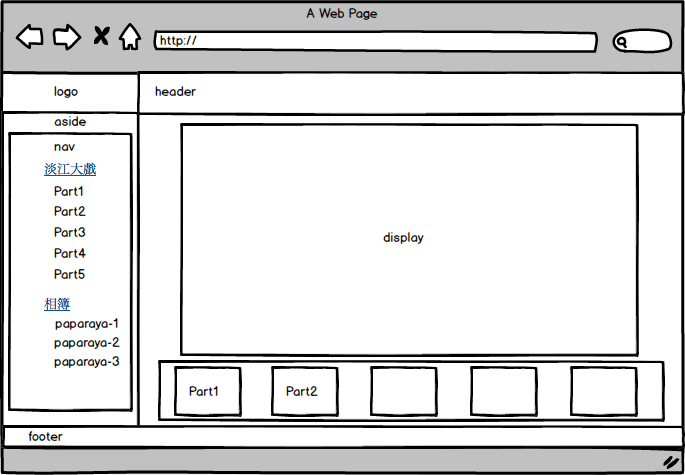 A Web Page
http://
logo
header
aside
nav
淡江大戲
Part1
Part2
Part3
Part4
Part5
相簿
paparaya-1
paparaya-2
paparaya-3
display
Part1
Part2
footer